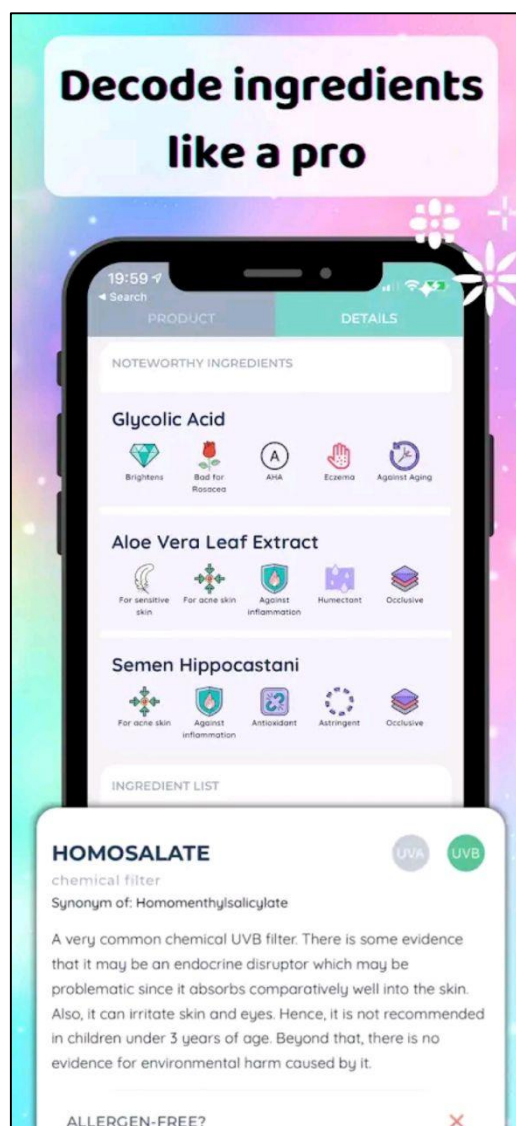 Decode ingredients
like a pro
19:59
Search
PRODUCT
DETAILS
NOTEWORTHY INGREDIENTS
Glycolic Acid
Brightens
Bad for
Rosacea
A
AHA
Eczema
Against Aging
Aloe Vera Leaf Extract
For sensitive
skin
For acne skin
Against
inflammation
Humectant
Occlusive
Semen Hippocastani
For acne skin
Against
inflammation
Antioxidant
Astringent
Occlusive
INGREDIENT LIST
HOMOSALATE
UVA
UVB
chemical filter
Synonym of: Homomenthylsalicylate
A very common chemical UVB filter. There is some evidence
that it may be an endocrine disruptor which may be
problematic since it absorbs comparatively well into the skin.
Also, it can irritate skin and eyes. Hence, it is not recommended
in children under 3 years of age. Beyond that, there is no
evidence for environmental harm caused by it.
ALLERGEN-FREE?